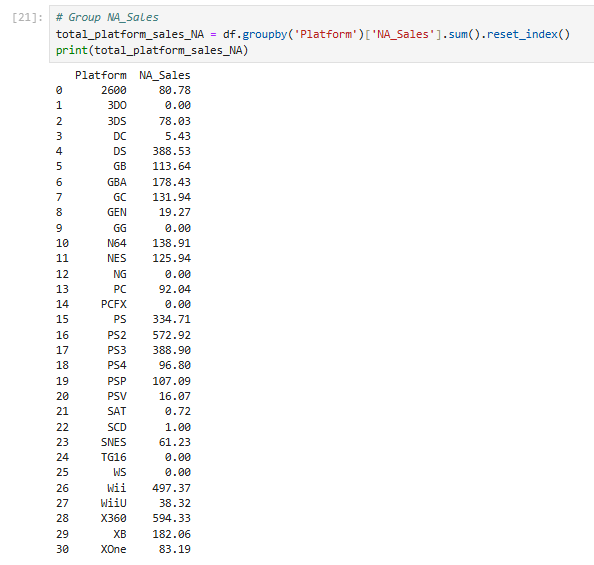 [21]: # Group NA_Sales
total_platform_sales_NA = df.groupby('Platform')['NA_Sales'].sum().reset_index()
print(total_platform_sales_NA)
Platform NA_Sales
0 2600 80.78
1 3DO 0.00
2 3DS 78.03
3 DC 5.43
4 DS 388.53
5 GB 113.64
6 GBA 178.43
7 GC 131.94
8 GEN 19.27
9 GG 0.00
10 N64 138.91
11 NES 125.94
12 NG 0.00
13 PC 92.04
14 PCFX 0.00
15 PS 334.71
16 PS2 572.92
17 PS3 388.90
18 PS4 96.80
19 PSP 107.09
20 PSV 16.07
21 SAT 0.72
22 SCD 1.00
23 SNES 61.23
24 TG16 0.00
25 WS 0.00
26 Wii 497.37
27 WiiU 38.32
28 X360 594.33
29 XB 182.06
30 XOne 83.19